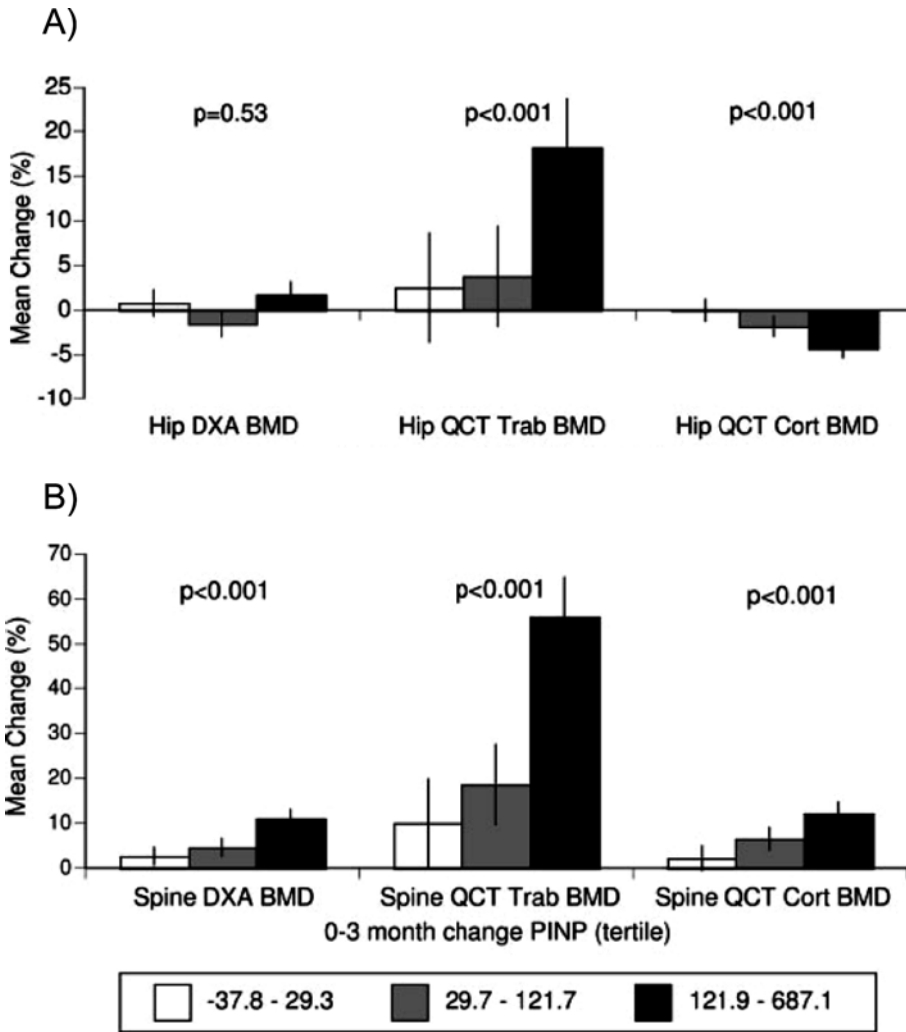 A)
25
20
15
10
5
0
-5
-10
Mean Change (%)
p=0.53 p<0.001 p<0.001
Hip DXA BMD Hip QCT Trab BMD Hip QCT Cort BMD
B)
70
60
50
40
30
20
10
0
Mean Change (%)
p<0.001 p<0.001 p<0.001
Spine DXA BMD Spine QCT Trab BMD Spine QCT Cort BMD
0-3 month change PINP (tertile)
-37.8 - 29.3 29.7 - 121.7 121.9 - 687.1